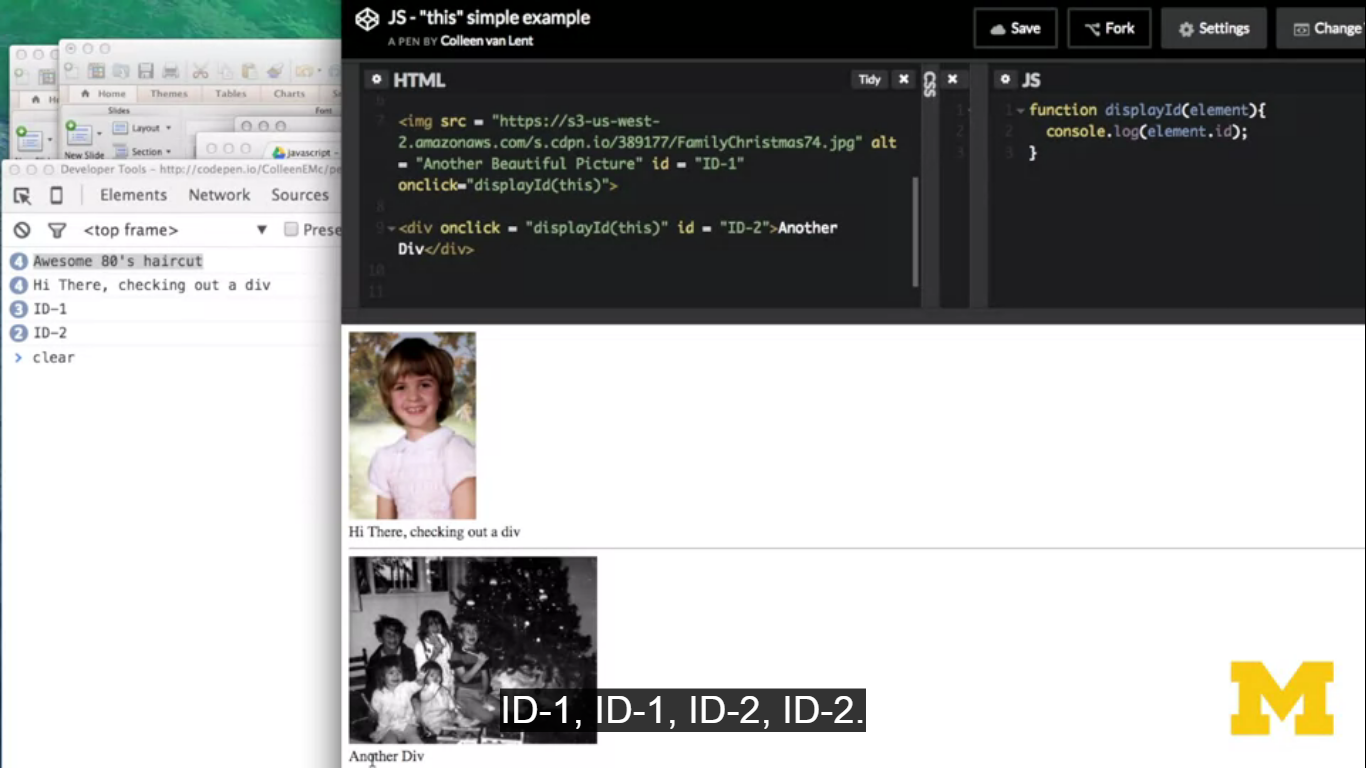 JS - "this" simple example
A PEN BY Colleen van Lent
Save
Fork
Settings
Change
Home
Themes
Tables
Charts
Slides
Font
Layout
New Slide
Section
javascript –
Developer Tools – http://codepen.io/ColleenEMc/pe
Elements
Network
Sources
<top frame>
Prese
4 Awesome 80's haircut
4 Hi There, checking out a div
3 ID-1
2 ID-2
> clear
HTML
Tidy
7 <img src = "https://s3-us-west-
2.amazonaws.com/s.cdpn.io/389177/FamilyChristmas74.jpg" alt
= "Another Beautiful Picture" id = "ID-1"
onclick="displayId(this)">
8
9 <div onclick = "displayId(this)" id = "ID-2">Another
Div</div>
10
11
CSS
1
2
3
JS
1 function displayId(element){
2 console.log(element.id);
3 }
Hi There, checking out a div
ID-1, ID-1, ID-2, ID-2.
Another Div
M